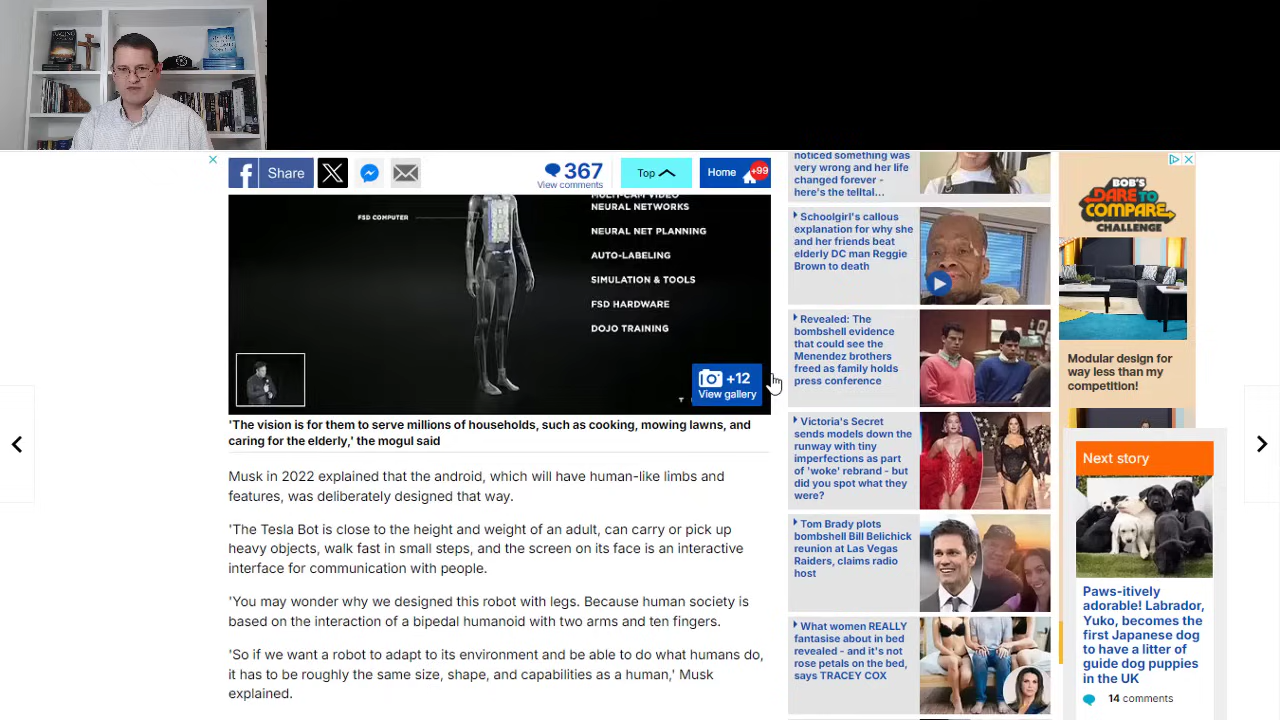 Share
367
View comments
Top
Home
+99
MULTI-CAM VIDEO
NEURAL NETWORKS
FSD COMPUTER
NEURAL NET PLANNING
AUTO-LABELING
SIMULATION & TOOLS
FSD HARDWARE
DOJO TRAINING
+12
View gallery
'The vision is for them to serve millions of households, such as cooking, mowing lawns, and
caring for the elderly,' the mogul said
Musk in 2022 explained that the android, which will have human-like limbs and
features, was deliberately designed that way.
'The Tesla Bot is close to the height and weight of an adult, can carry or pick up
heavy objects, walk fast in small steps, and the screen on its face is an interactive
interface for communication with people.
'You may wonder why we designed this robot with legs. Because human society is
based on the interaction of a bipedal humanoid with two arms and ten fingers.
'So if we want a robot to adapt to its environment and be able to do what humans do,
it has to be roughly the same size, shape, and capabilities as a human,' Musk
explained.
noticed something was
very wrong and her life
changed forever -
here's the telltal...
Schoolgirl's callous
explanation for why she
and her friends beat
elderly DC man Reggie
Brown to death
Revealed: The
bombshell evidence
that could see the
Menendez brothers
freed as family holds
press conference
Victoria's Secret
sends models down the
runway with tiny
imperfections as part
of 'woke' rebrand - but
did you spot what they
were?
Tom Brady plots
bombshell Bill Belichick
reunion at Las Vegas
Raiders, claims radio
host
What women REALLY
fantasise about in bed
revealed - and it's not
rose petals on the bed,
says TRACEY COX
BOB'S
DARE TO
COMPARE
CHALLENGE
Modular design for
way less than my
competition!
Next story
Paws-itively
adorable! Labrador,
Yuko, becomes the
first Japanese dog
to have a litter of
guide dog puppies
in the UK
14 comments